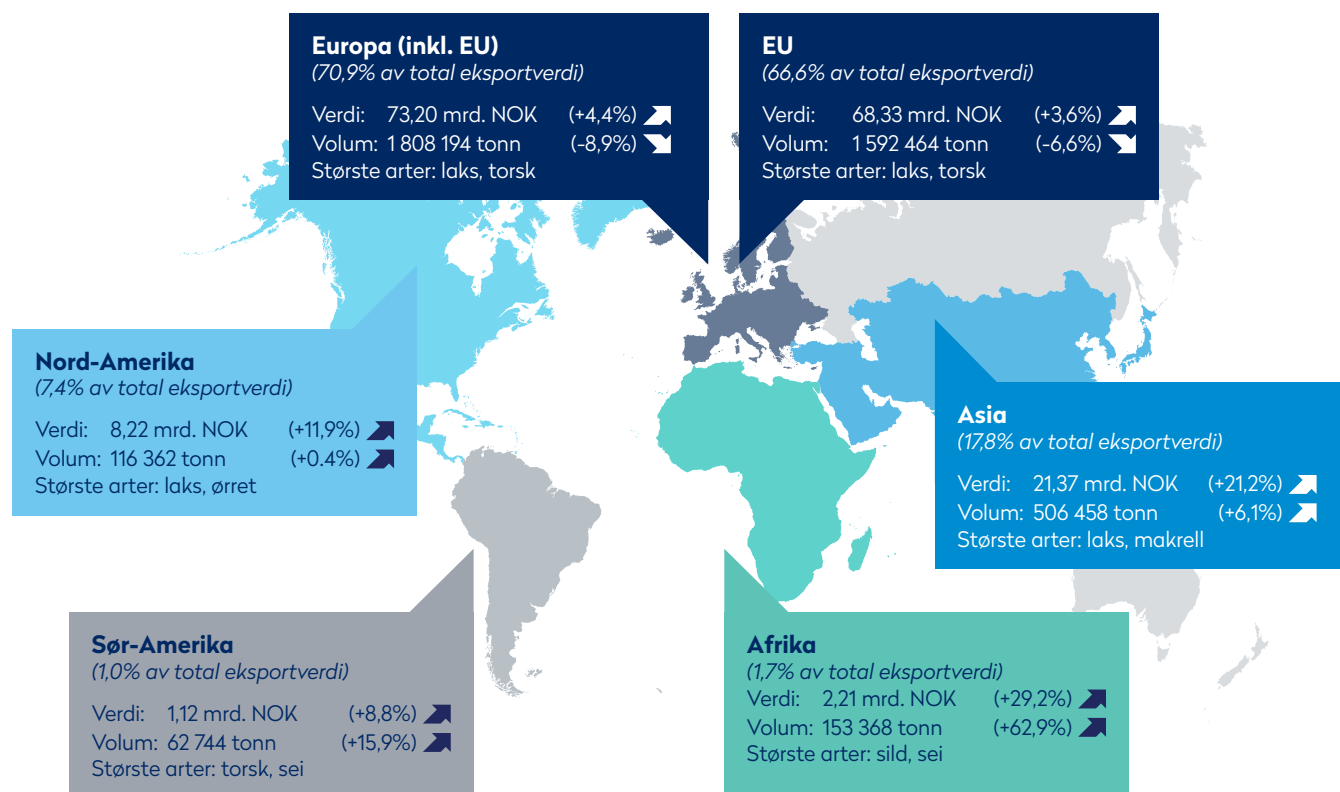 Europa (inkl. EU)
(70,9% av total eksportverdi)
Verdi: 73,20 mrd. NOK (+4,4%)
Volum: 1 808 194 tonn (-8,9%)
Største arter: laks, torsk
EU
(66,6% av total eksportverdi)
Verdi: 68,33 mrd. NOK (+3,6%)
Volum: 1 592 464 tonn (-6,6%)
Største arter: laks, torsk
Nord-Amerika
(7,4% av total eksportverdi)
Verdi: 8,22 mrd. NOK (+11,9%)
Volum: 116 362 tonn (+0.4%)
Største arter: laks, ørret
Asia
(17,8% av total eksportverdi)
Verdi: 21,37 mrd. NOK (+21,2%)
Volum: 506 458 tonn (+6,1%)
Største arter: laks, makrell
Sør-Amerika
(1,0% av total eksportverdi)
Verdi: 1,12 mrd. NOK (+8,8%)
Volum: 62 744 tonn (+15,9%)
Største arter: torsk, sei
Afrika
(1,7% av total eksportverdi)
Verdi: 2,21 mrd. NOK (+29,2%)
Volum: 153 368 tonn (+62,9%)
Største arter: sild, sei